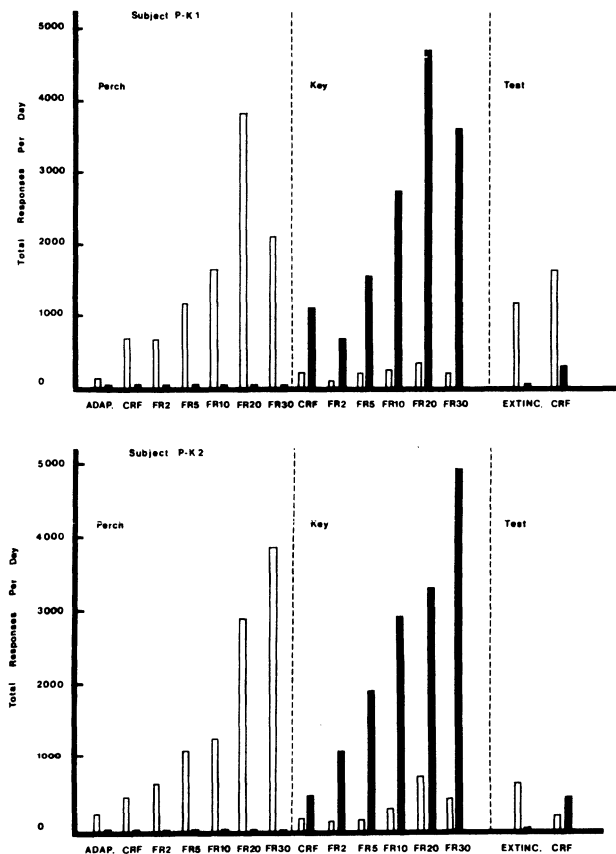 Subject P-K1
Total Responses Per Day
5000
4000
3000
2000
1000
0
Perch
Key
Test
ADAP. CRF FR2 FR5 FR10 FR20 FR30 CRF FR2 FR5 FR10 FR20 FR30 EXTINC. CRF
Subject P-K2
Total Responses Per Day
5000
4000
3000
2000
1000
0
Perch
Key
Test
ADAP. CRF FR2 FR5 FR10 FR20 FR30 CRF FR2 FR5 FR10 FR20 FR30 EXTINC. CRF